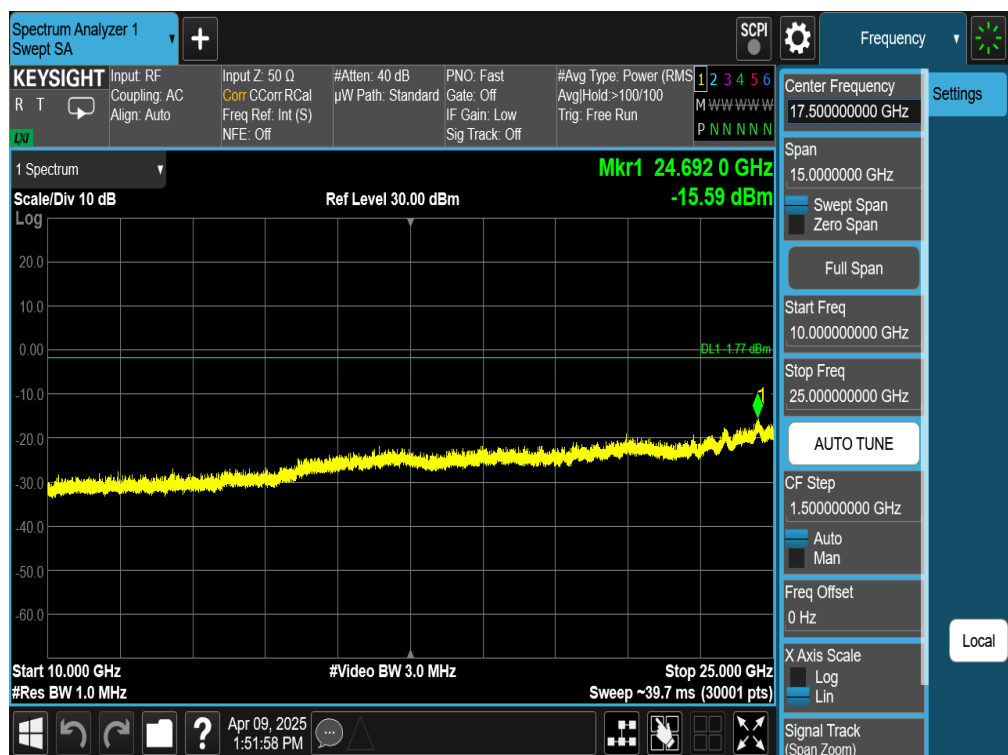 Spectrum Analyzer 1
Swept SA
+
SCPI
Frequency
KEYSIGHT
R T
LXI
Input: RF
Coupling: AC
Align: Auto
Input Z: 50 Ω
Corr CCorr RCal
Freq Ref: Int (S)
NFE: Off
#Atten: 40 dB
µW Path: Standard
PNO: Fast
Gate: Off
IF Gain: Low
Sig Track: Off
#Avg Type: Power (RMS
Avg|Hold:>100/100
Trig: Free Run
1 2 3 4 5 6
M W W W W W
P N N N N N
1 Spectrum
Scale/Div 10 dB
Log
Ref Level 30.00 dBm
Mkr1 24.692 0 GHz
-15.59 dBm
20.0
10.0
0.00
-10.0
-20.0
-30.0
-40.0
-50.0
-60.0
DL1 -1.77 dBm
1
Start 10.000 GHz
#Res BW 1.0 MHz
#Video BW 3.0 MHz
Stop 25.000 GHz
Sweep ~39.7 ms (30001 pts)
Center Frequency
17.500000000 GHz
Span
15.0000000 GHz
Swept Span
Zero Span
Full Span
Start Freq
10.000000000 GHz
Stop Freq
25.000000000 GHz
AUTO TUNE
CF Step
1.500000000 GHz
Auto
Man
Freq Offset
0 Hz
X Axis Scale
Log
Lin
Signal Track
(Span Zoom)
Settings
Local
?
Apr 09, 2025
1:51:58 PM